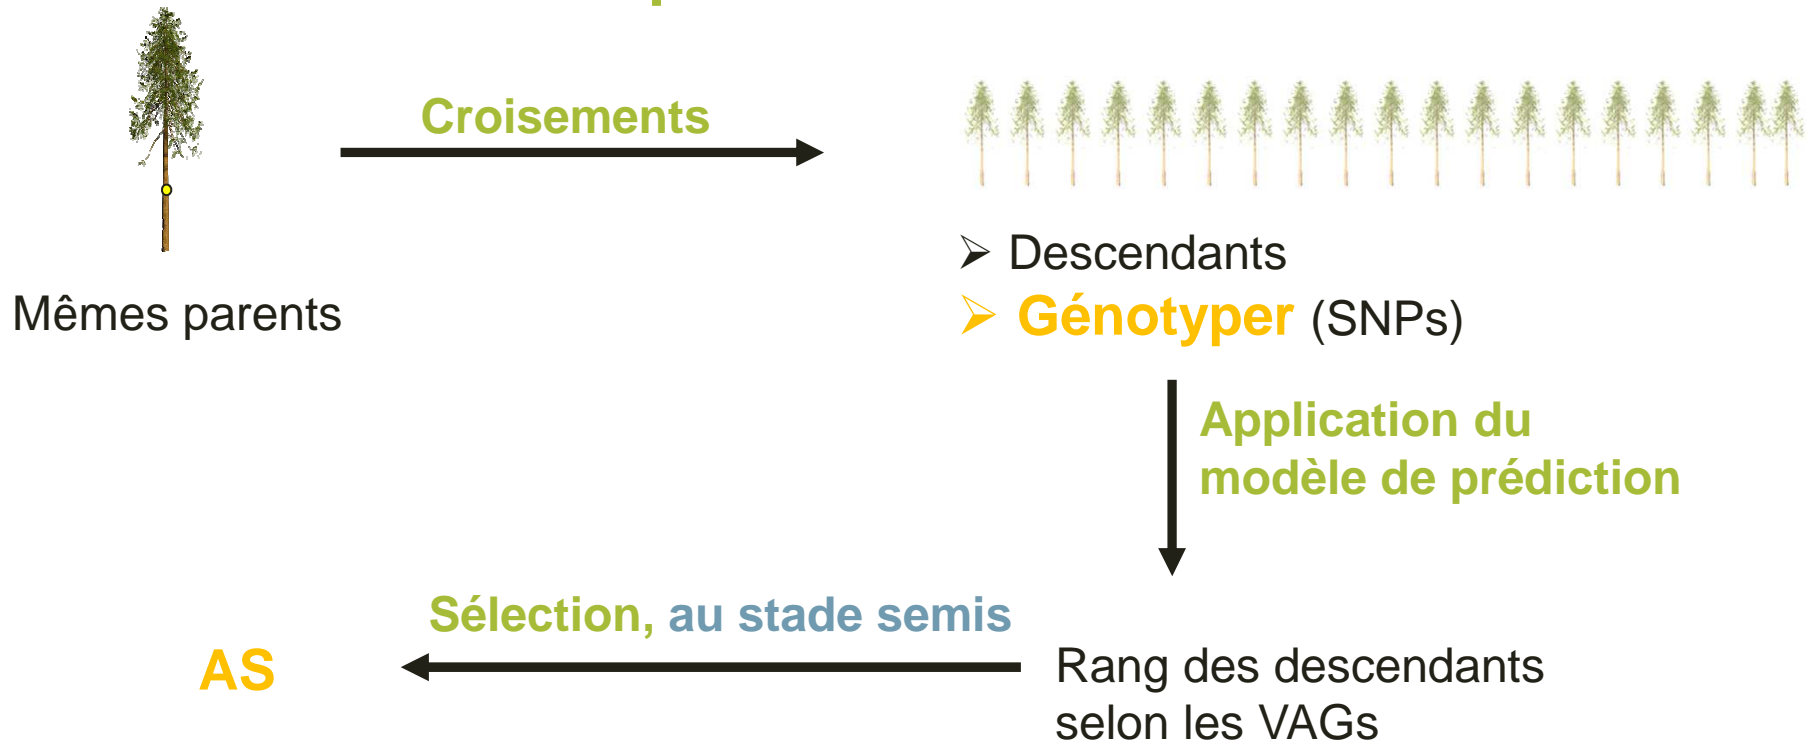 Croisements
Mêmes parents
➢ Descendants
➢ Génotyper (SNPs)
Application du
modèle de prédiction
Sélection, au stade semis
AS
Rang des descendants
selon les VAGs